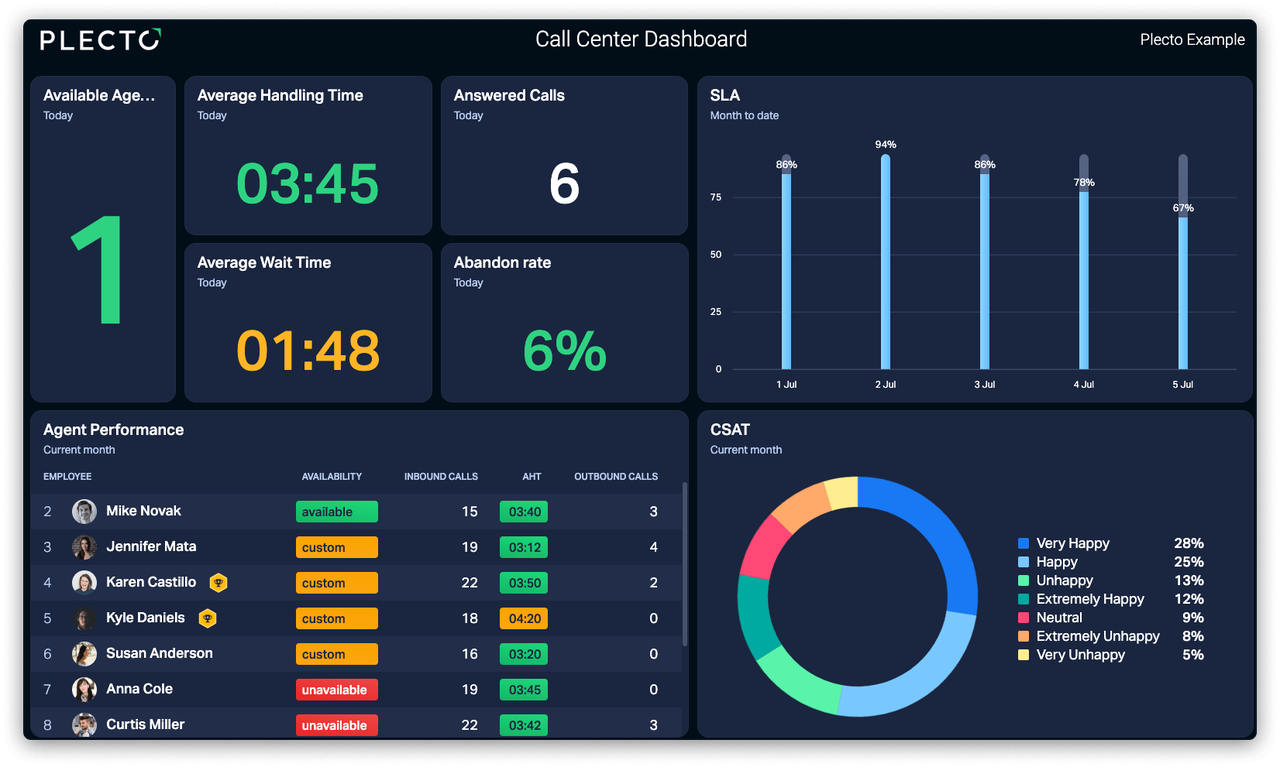 PLECTO
Call Center Dashboard
Plecto Example
Available Age...
Today
1
Average Handling Time
Today
03:45
Answered Calls
Today
6
Average Wait Time
Today
01:48
Abandon rate
Today
6%
SLA
Month to date
86% 94% 86% 78% 67%
75
50
25
0
1 Jul 2 Jul 3 Jul 4 Jul 5 Jul
Agent Performance
Current month
EMPLOYEE AVAILABILITY INBOUND CALLS AHT OUTBOUND CALLS
2 Mike Novak available 15 03:40 3
3 Jennifer Mata custom 19 03:12 4
4 Karen Castillo custom 22 03:50 2
5 Kyle Daniels custom 18 04:20 0
6 Susan Anderson custom 16 03:20 0
7 Anna Cole unavailable 19 03:45 0
8 Curtis Miller unavailable 22 03:42 3
CSAT
Current month
Very Happy 28%
Happy 25%
Unhappy 13%
Extremely Happy 12%
Neutral 9%
Extremely Unhappy 8%
Very Unhappy 5%